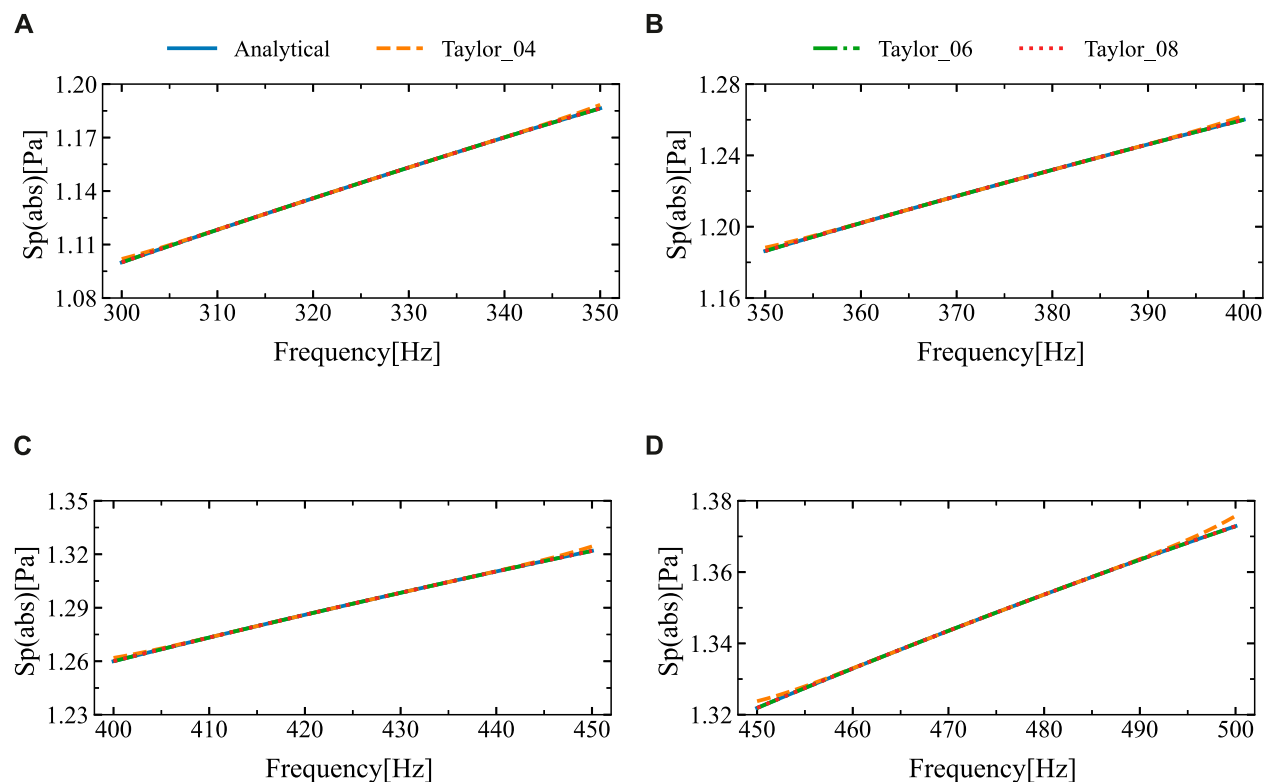 A
B
Analytical
Taylor_04
Taylor_06
Taylor_08
1.20
1.17
1.14
1.11
1.08
Sp(abs)[Pa]
300 310 320 330 340 350
Frequency[Hz]
1.28
1.24
1.20
1.16
Sp(abs)[Pa]
350 360 370 380 390 400
Frequency[Hz]
C
D
1.35
1.32
1.29
1.26
1.23
Sp(abs)[Pa]
400 410 420 430 440 450
Frequency[Hz]
1.38
1.36
1.34
1.32
Sp(abs)[Pa]
450 460 470 480 490 500
Frequency[Hz]